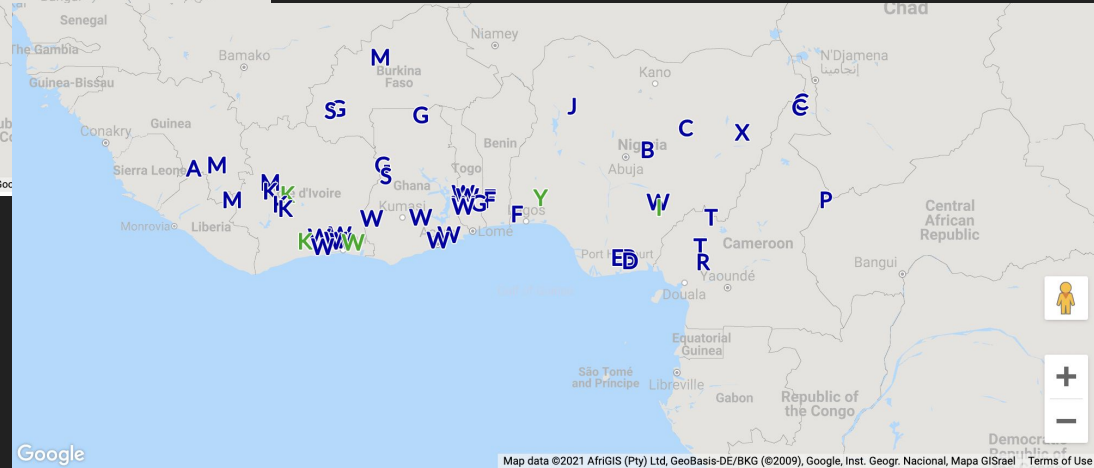 Chad
Senegal
Niamey
The Gambia
Bamako
N'Djamena
إنجامينا
M
Burkina
Faso
Kano
Guinea-Bissau
SG
G
J
C
C
Guinea
Conakry
C
X
Nigeria
B
Benin
Abuja
Sierra Leone
A
M
G
S
Togo
Ghana
M
K
K
e d'Ivoire
M
K
Kumasi
W
W
W
G
F
Y
W
I
P
Central
African
Republic
F
T
Monrovia
Liberia
W
W
Lomé
K
W
W
W
W
W
W
T
Cameroon
Port
E
D
R
Bangui
Yaoundé
Douala
Equatorial
Guinea
São Tomé
and Príncipe
Libreville
Gabon
Republic of
the Congo
+
−
Google
Map data ©2021 AfriGIS (Pty) Ltd, GeoBasis-DE/BKG (©2009), Google, Inst. Geogr. Nacional, Mapa GISrael
Terms of Use